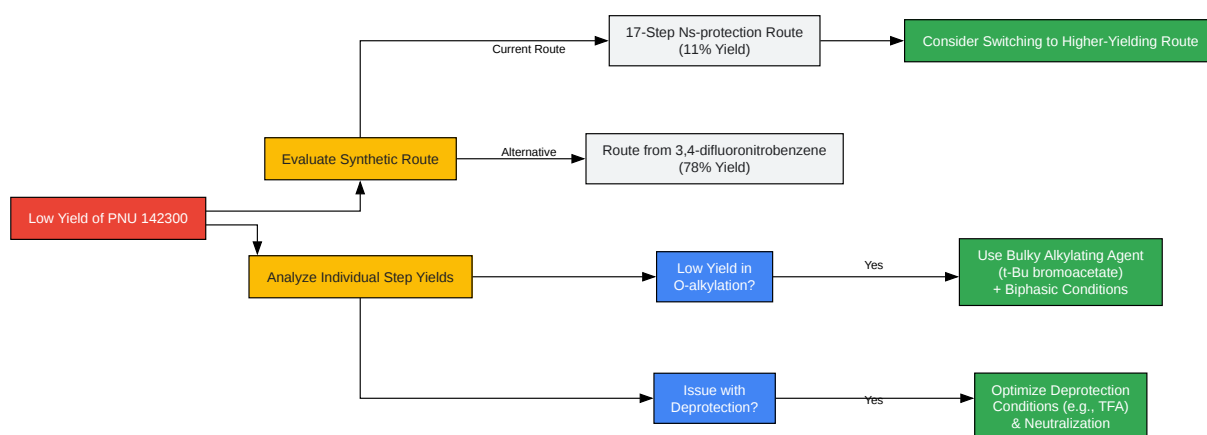 17-Step Ns-protection Route
(11% Yield)
Consider Switching to Higher-Yielding Route
Current Route
Evaluate Synthetic Route
Alternative
Route from 3,4-difluoronitrobenzene
(78% Yield)
Low Yield of PNU 142300
Analyze Individual Step Yields
Low Yield in
O-alkylation?
Yes
Use Bulky Alkylating Agent
(t-Bu bromoacetate)
+ Biphasic Conditions
Issue with
Deprotection?
Yes
Optimize Deprotection
Conditions (e.g., TFA)
& Neutralization